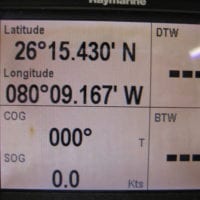 Raymarine
Latitude
DTW
26°15.430' N
---
Longitude
080°09.167' W
COG
BTW
000°
T
---
SOG
0.0 Kts